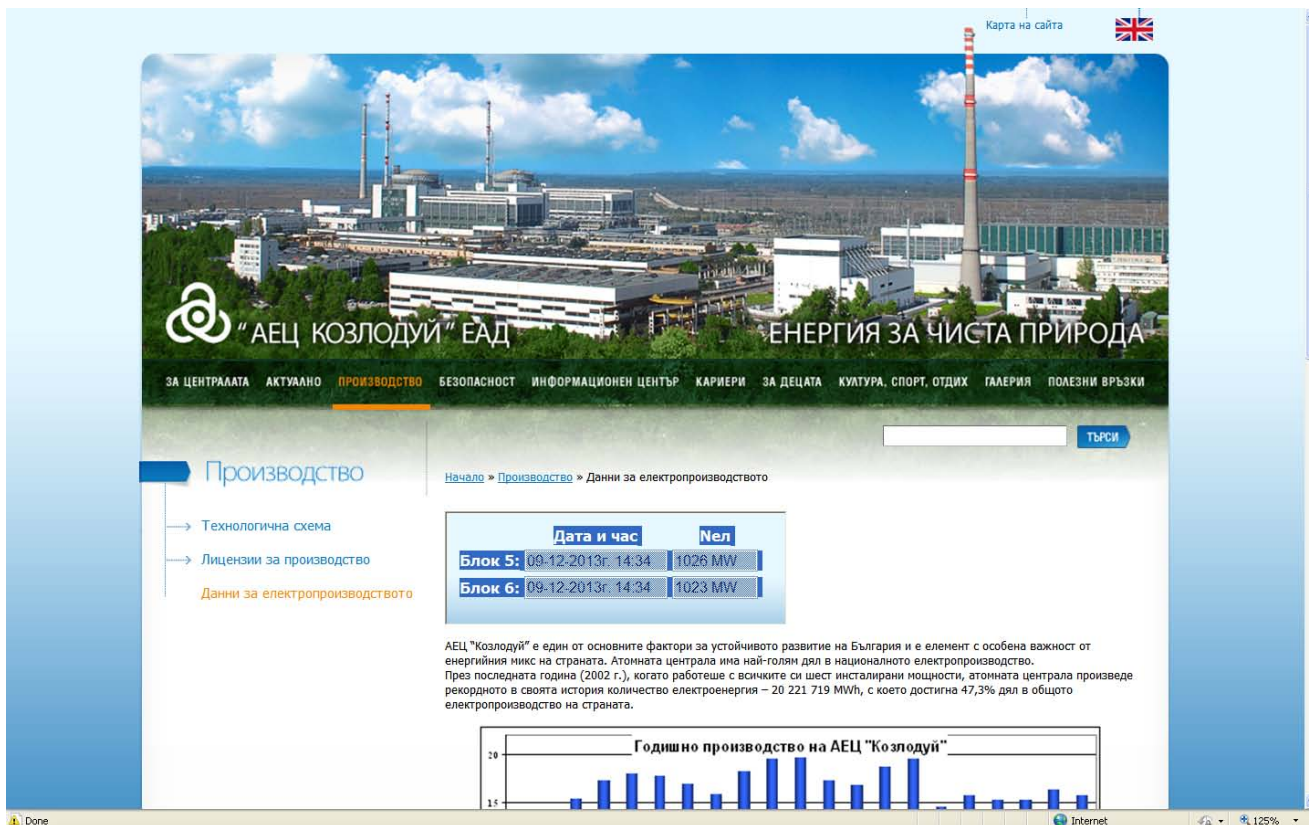 Карта на сайта
"АЕЦ КОЗЛОДУЙ" ЕАД
ЕНЕРГИЯ ЗА ЧИСТА ПРИРОДА
ЗА ЦЕНТРАЛАТА АКТУАЛНО ПРОИЗВОДСТВО БЕЗОПАСНОСТ ИНФОРМАЦИОНЕН ЦЕНТЪР КАРИЕРИ ЗА ДЕЦАТА КУЛТУРА, СПОРТ, ОТДИХ ГАЛЕРИЯ ПОЛЕЗНИ ВРЪЗКИ
ТЪРСИ
Производство
Технологична схема
Лицензии за производство
Данни за електропроизводството
Начало » Производство » Данни за електропроизводството
Дата и час Nел
Блок 5: 09-12-2013г. 14:34 1026 MW
Блок 6: 09-12-2013г. 14:34 1023 MW
АЕЦ "Козлодуй" е един от основните фактори за устойчивото развитие на България и е елемент с особена важност от
енергийния микс на страната. Атомната централа има най-голям дял в националното електропроизводство.
През последната година (2002 г.), когато работеше с всичките си шест инсталирани мощности, атомната централа произведе
рекордното в своята история количество електроенергия – 20 221 719 MWh, с което достигна 47,3% дял в общото
електропроизводство на страната.
Годишно производство на АЕЦ "Козлодуй"
20
15
Done Internet 125%